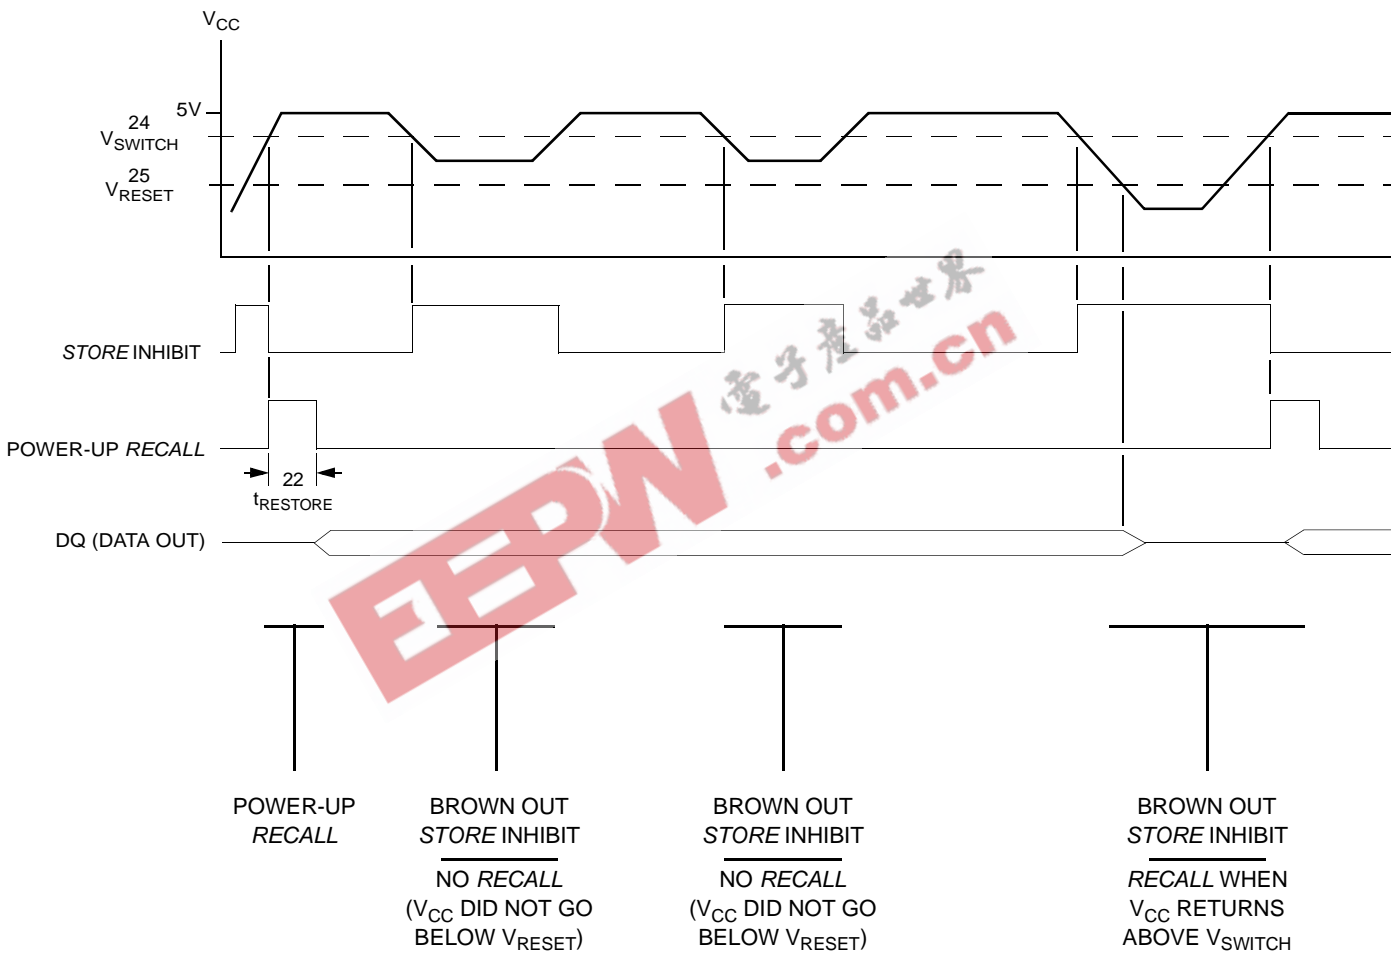 VCC
5V
24
VSWITCH
25
VRESET
STORE INHIBIT
POWER-UP RECALL
22
tRESTORE
DQ (DATA OUT)
EEPW
電子產品世界
.com.cn
POWER-UP
RECALL
BROWN OUT
STORE INHIBIT
NO RECALL
(VCC DID NOT GO
BELOW VRESET)
BROWN OUT
STORE INHIBIT
NO RECALL
(VCC DID NOT GO
BELOW VRESET)
BROWN OUT
STORE INHIBIT
RECALL WHEN
VCC RETURNS
ABOVE VSWITCH